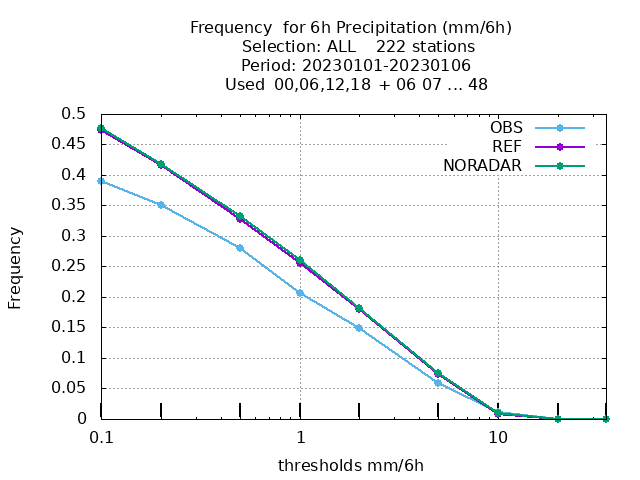 Frequency  for 6h Precipitation (mm/6h)
Selection: ALL    222 stations
Period: 20230101-20230106
Used  00,06,12,18  + 06 07 ... 48
OBS
REF
NORADAR
0.5
0.45
0.4
0.35
0.3
0.25
0.2
0.15
0.1
0.05
0
Frequency
0.1
1
10
thresholds mm/6h